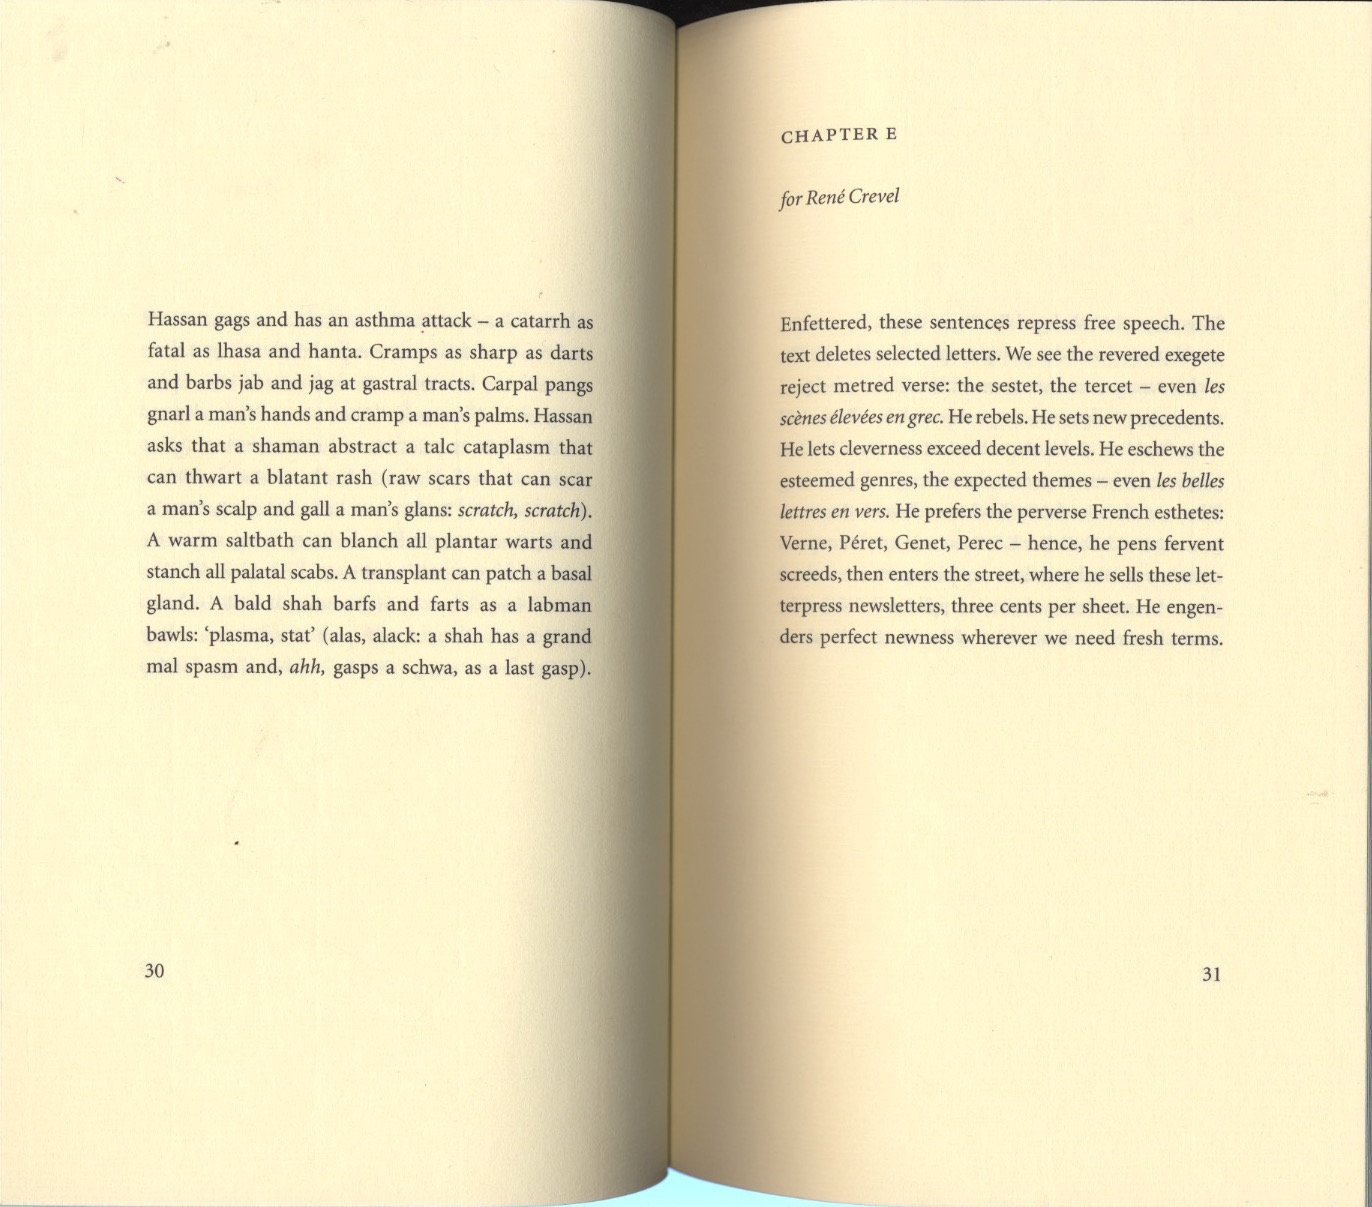 Hassan gags and has an asthma attack – a catarrh as
fatal as lhasa and hanta. Cramps as sharp as darts
and barbs jab and jag at gastral tracts. Carpal pangs
gnarl a man’s hands and cramp a man’s palms. Hassan
asks that a shaman abstract a talc cataplasm that
can thwart a blatant rash (raw scars that can scar
a man’s scalp and gall a man’s glans: scratch, scratch).
A warm saltbath can blanch all plantar warts and
stanch all palatal scabs. A transplant can patch a basal
gland. A bald shah barfs and farts as a labman
bawls: ‘plasma, stat’ (alas, alack: a shah has a grand
mal spasm and, ahh, gasps a schwa, as a last gasp).
30
CHAPTER E
for René Crevel
Enfettered, these sentences repress free speech. The
text deletes selected letters. We see the revered exegete
reject metred verse: the sestet, the tercet – even les
scènes élevées en grec. He rebels. He sets new precedents.
He lets cleverness exceed decent levels. He eschews the
esteemed genres, the expected themes – even les belles
lettres en vers. He prefers the perverse French esthetes:
Verne, Péret, Genet, Perec – hence, he pens fervent
screeds, then enters the street, where he sells these let-
terpress newsletters, three cents per sheet. He engen-
ders perfect newness wherever we need fresh terms.
31